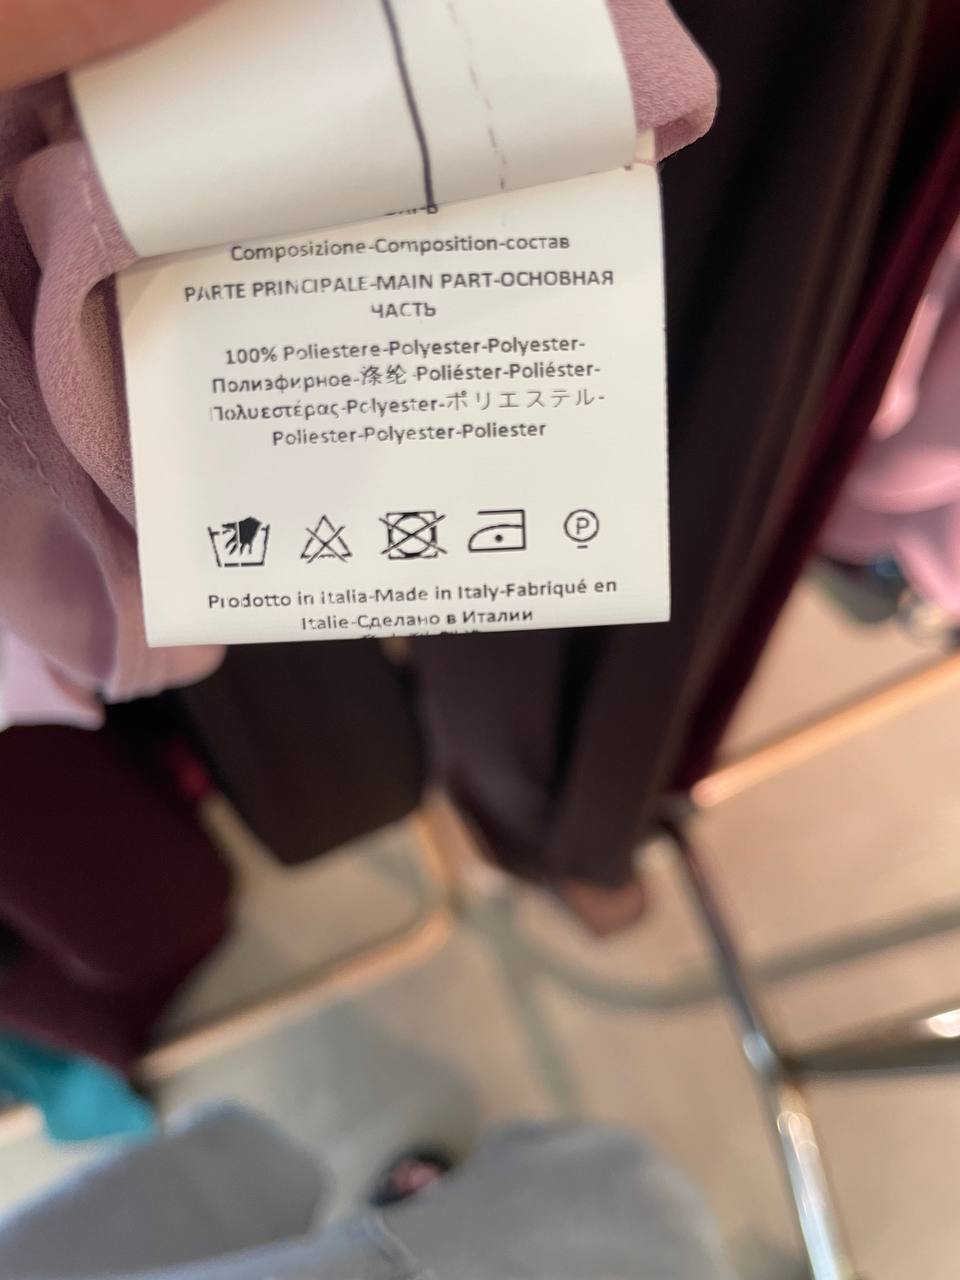 Composizione-Composition-состав
PARTE PRINCIPALE-MAIN PART-ОСНОВНАЯ
ЧАСТЬ
100% Poliestere-Polyester-Polyester-
Полиэфирное-涤纶-Poliéster-Poliéster-
Πολυεστέρας-Polyester-ポリエステル-
Poliester-Polyester-Poliester
P
Prodotto in Italia-Made in Italy-Fabriqué en
Italie-Сделано в Италии